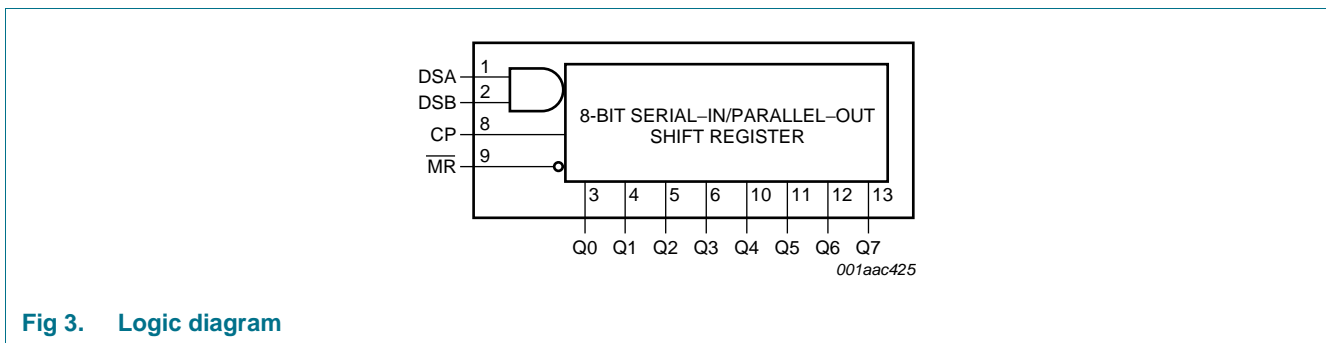 DSA 1
DSB 2
CP 8
M̅R̅ 9
8-BIT SERIAL–IN/PARALLEL–OUT
SHIFT REGISTER
3 4 5 6 10 11 12 13
Q0 Q1 Q2 Q3 Q4 Q5 Q6 Q7
001aac425
Fig 3. Logic diagram